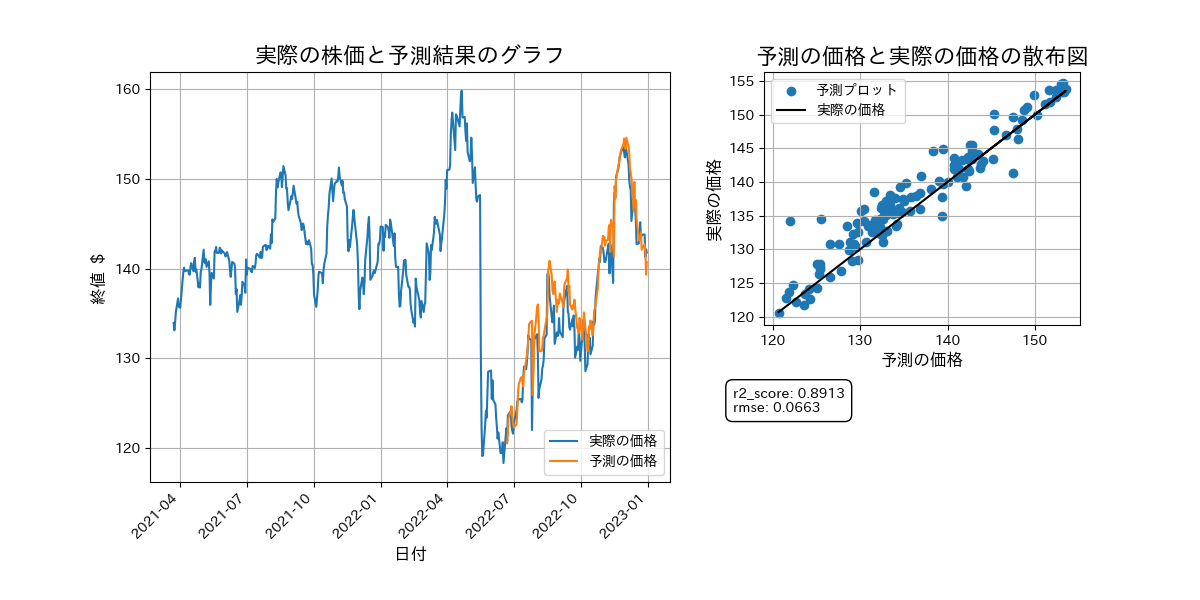 実際の株価と予測結果のグラフ
160
150
140
130
120
終値 $
2021-04
2021-07
2021-10
2022-01
2022-04
2022-07
2022-10
2023-01
日付
実際の価格
予測の価格
予測の価格と実際の価格の散布図
予測プロット
実際の価格
155
150
145
140
135
130
125
120
実際の価格
120
130
140
150
予測の価格
r2_score: 0.8913
rmse: 0.0663